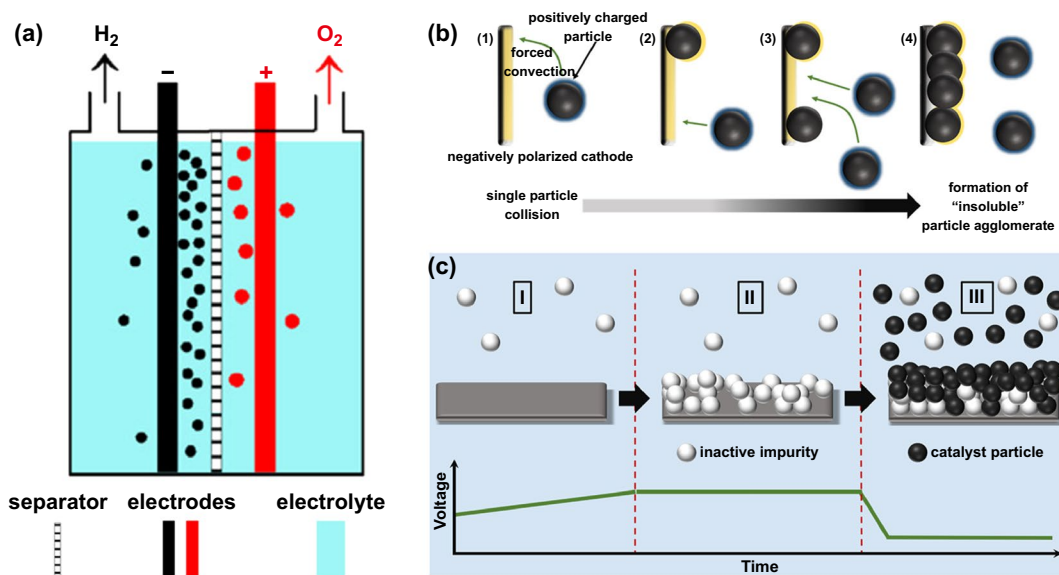 (a)
H2
O2
−
+
separator
electrodes
electrolyte
(b)
positively charged
particle
(1)
(2)
(3)
(4)
forced
convection
negatively polarized cathode
single particle
collision
formation of
“insoluble”
particle agglomerate
(c)
I
II
III
inactive impurity
catalyst particle
Voltage
Time